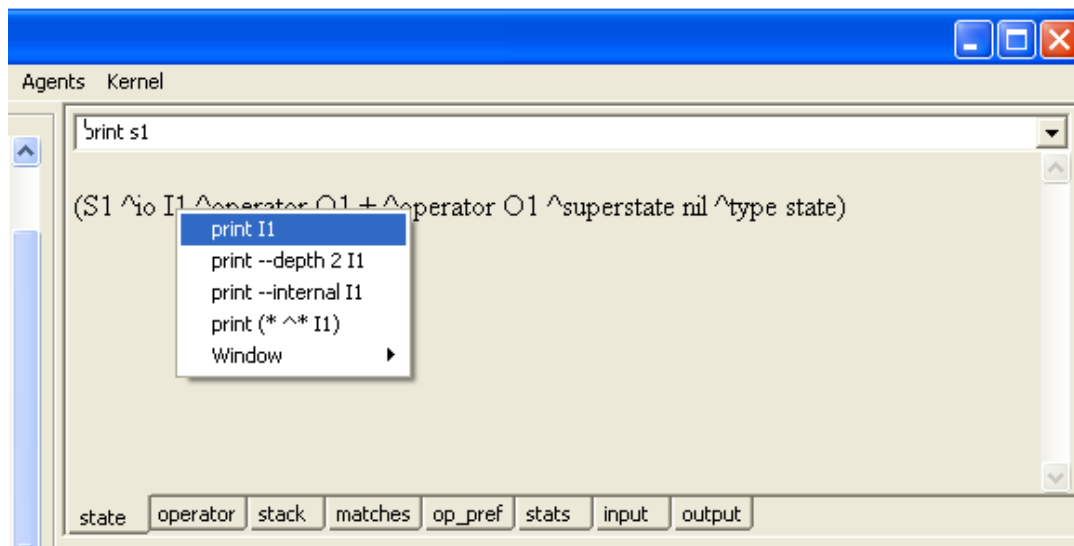 Agents Kernel
print s1
(S1 ^io I1 ^operator O1 + ^operator O1 ^superstate nil ^type state)
print I1
print --depth 2 I1
print --internal I1
print (* ^* I1)
Window
state operator stack matches op_pref stats input output